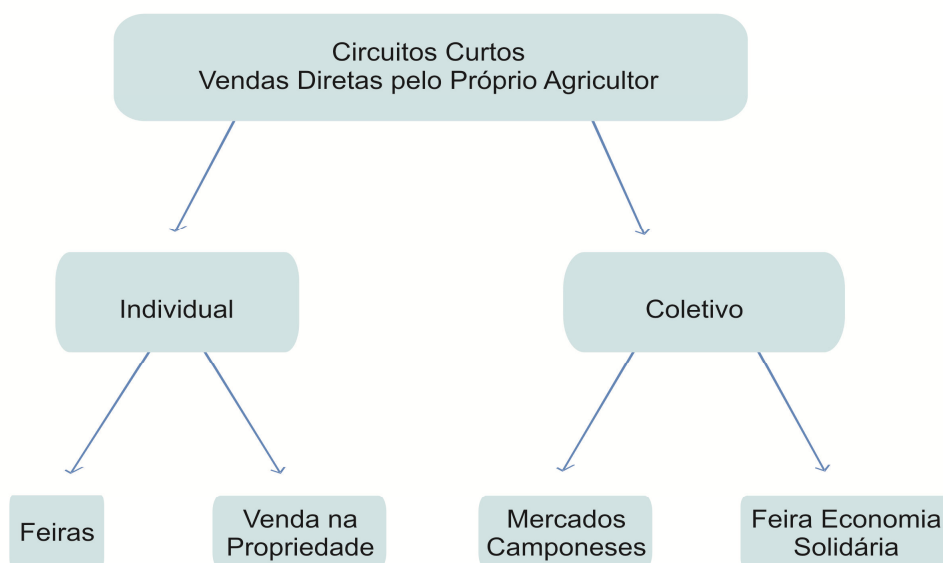 Circuitos Curtos
Vendas Diretas pelo Próprio Agricultor
Individual
Coletivo
Feiras
Venda na
Propriedade
Mercados
Camponeses
Feira Economia
Solidária